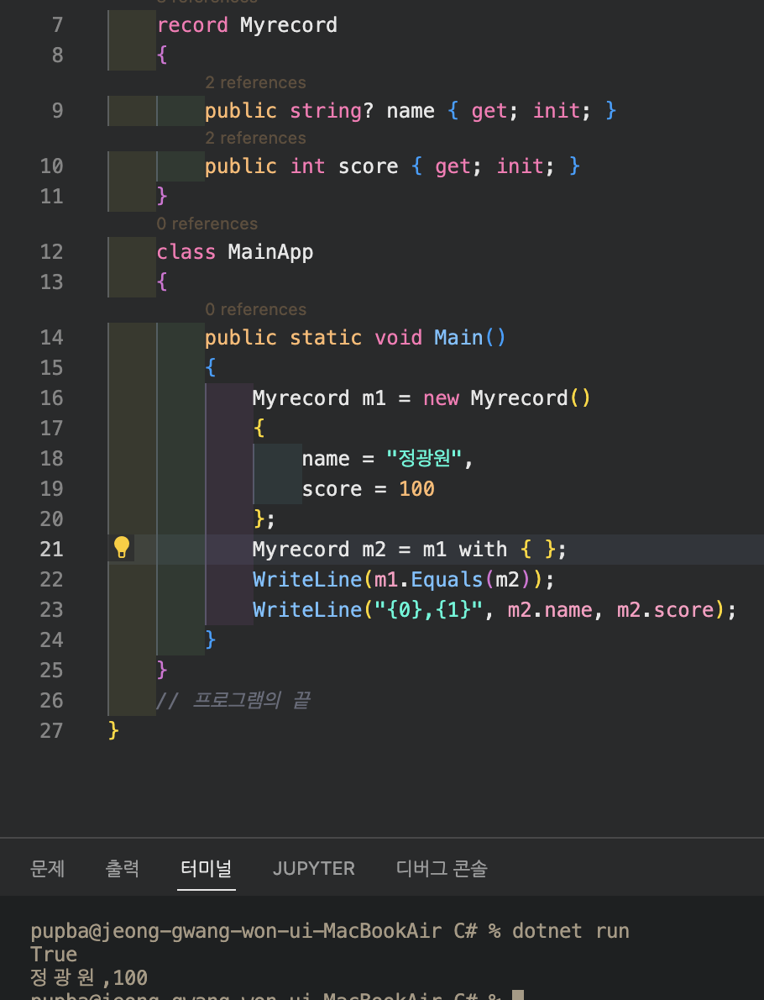 references
7 record Myrecord
8 {
2 references
9 public string? name { get; init; }
2 references
10 public int score { get; init; }
11 }
0 references
12 class MainApp
13 {
0 references
14 public static void Main()
15 {
16 Myrecord m1 = new Myrecord()
17 {
18 name = "정광원",
19 score = 100
20 };
21 Myrecord m2 = m1 with { };
22 WriteLine(m1.Equals(m2));
23 WriteLine("{0},{1}", m2.name, m2.score);
24 }
25 }
26 // 프로그램의 끝
27 }
문제 출력 터미널 JUPYTER 디버그 콘솔
pupba@jeong-gwang-won-ui-MacBookAir C# % dotnet run
True
정 광 원 ,100
pupba@jeong-gwang-won-ui-MacBookAir C# %